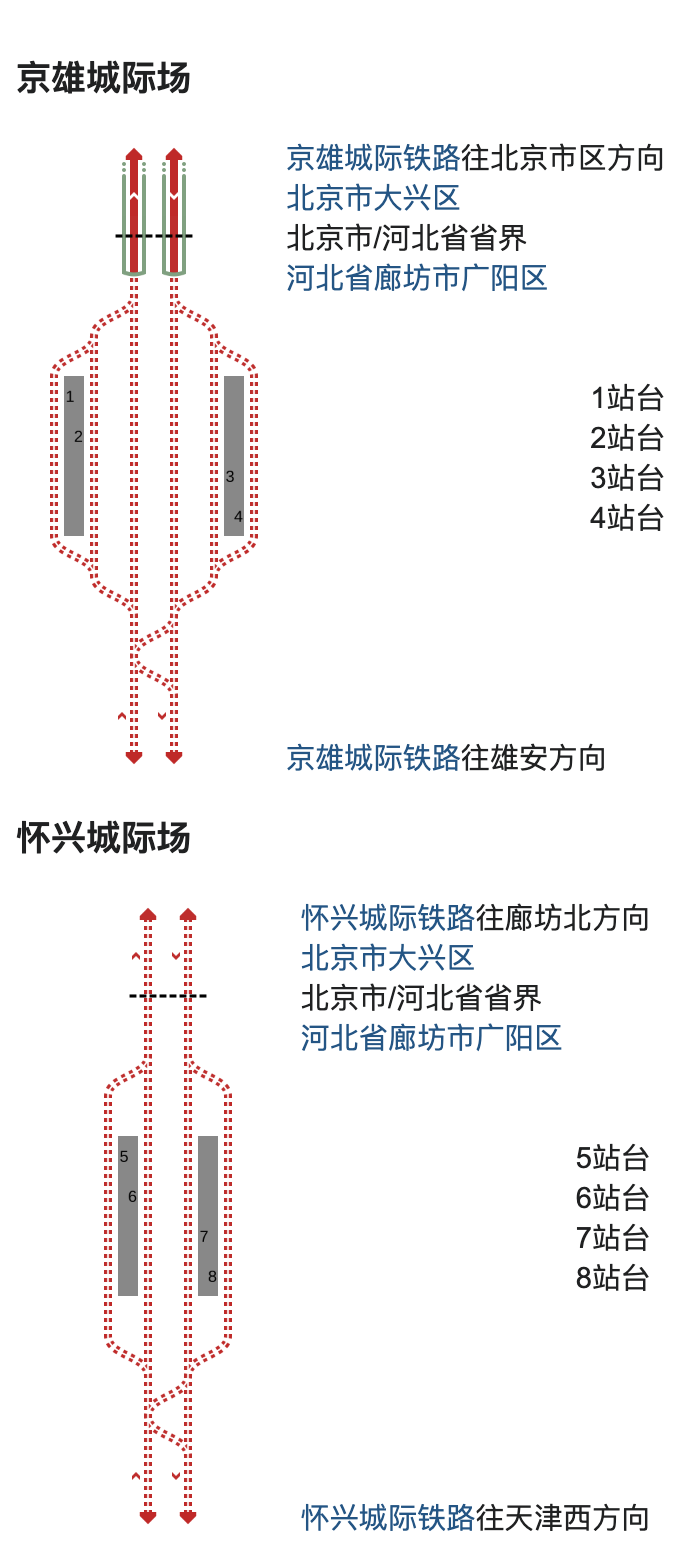 京雄城际场
京雄城际铁路往北京市区方向
北京市大兴区
北京市/河北省省界
河北省廊坊市广阳区
1 1站台
2 2站台
3 3站台
4 4站台
京雄城际铁路往雄安方向
怀兴城际场
怀兴城际铁路往廊坊北方向
北京市大兴区
北京市/河北省省界
河北省廊坊市广阳区
5 5站台
6 6站台
7 7站台
8 8站台
怀兴城际铁路往天津西方向